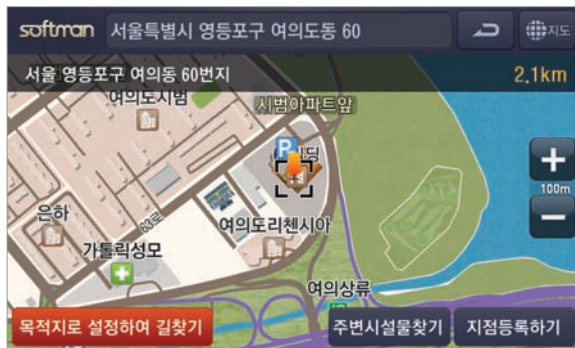 softman 서울특별시 영등포구 여의도동 60 지도
서울 영등포구 여의동 60번지 2.1km
여의도시범
시범아파트앞
P
딩
100m
은하
63로
여의도리첸시아
가톨릭성모
여의상류
IC
목적지로 설정하여 길찾기 주변시설물찾기 지점등록하기